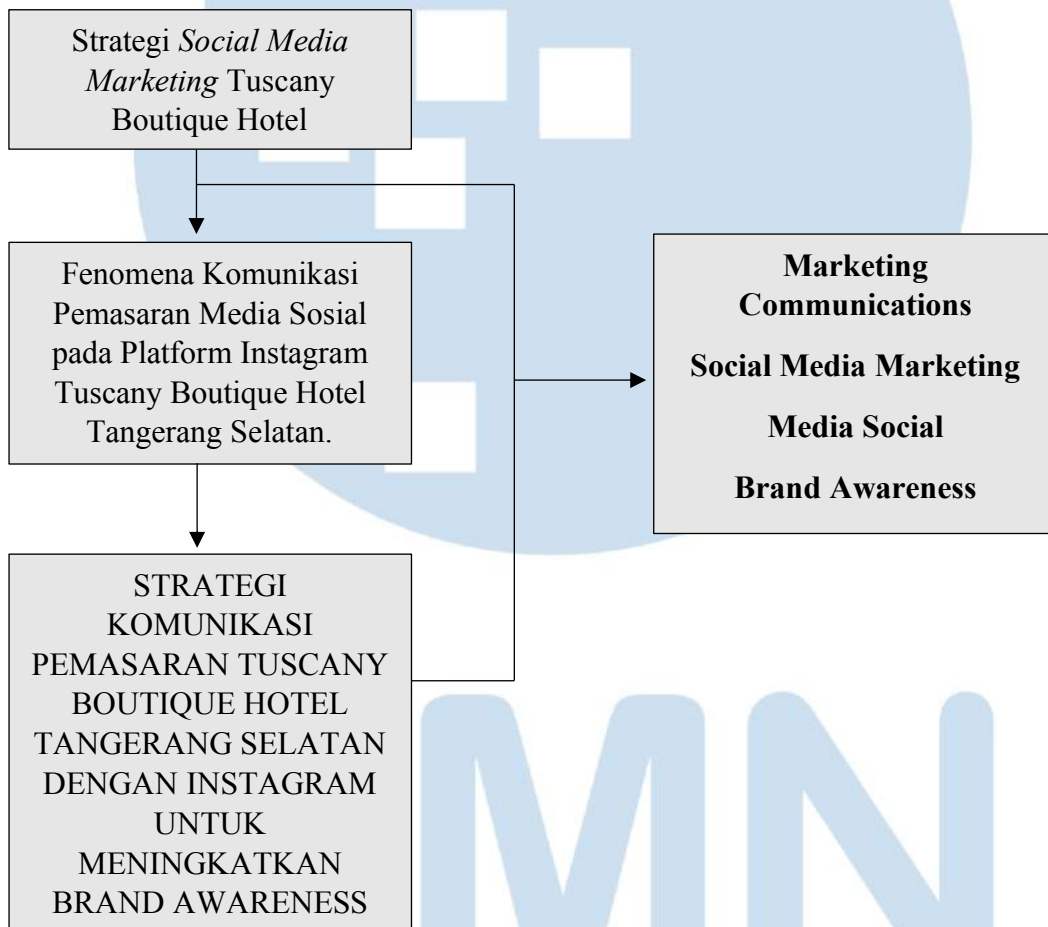 Strategi Social Media
Marketing Tuscany
Boutique Hotel
Fenomena Komunikasi
Pemasaran Media Sosial
pada Platform Instagram
Tuscany Boutique Hotel
Tangerang Selatan.
STRATEGI
KOMUNIKASI
PEMASARAN TUSCANY
BOUTIQUE HOTEL
TANGERANG SELATAN
DENGAN INSTAGRAM
UNTUK
MENINGKATKAN
BRAND AWARENESS
Marketing
Communications
Social Media Marketing
Media Social
Brand Awareness
MN